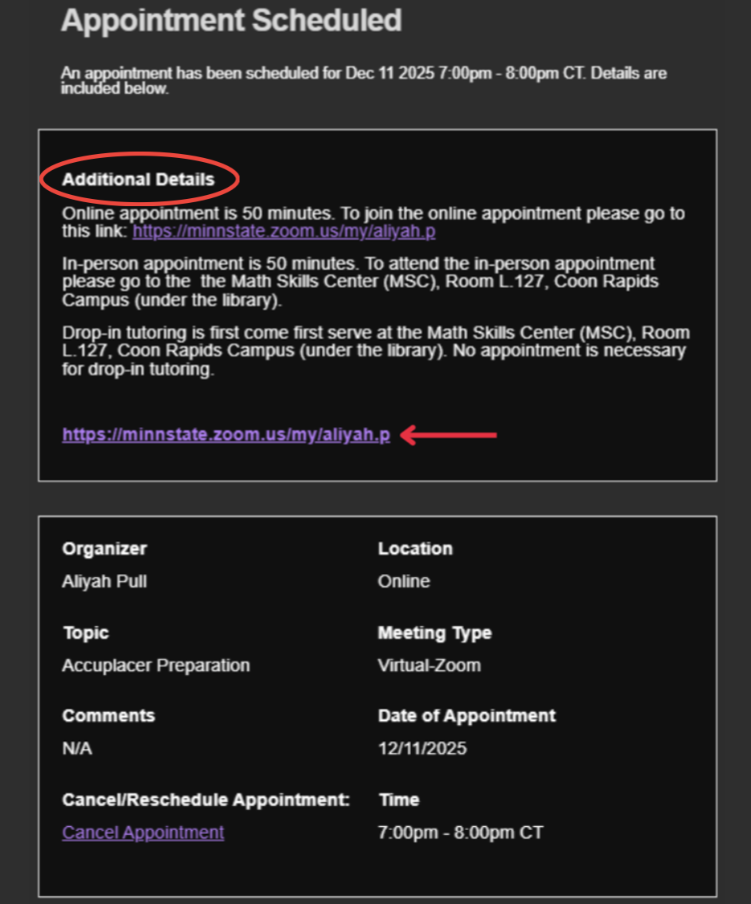 Appointment Scheduled
An appointment has been scheduled for Dec 11 2025 7:00pm - 8:00pm CT. Details are
included below.
Additional Details
Online appointment is 50 minutes. To join the online appointment please go to
this link: https://minnstate.zoom.us/my/aliyah.p
In-person appointment is 50 minutes. To attend the in-person appointment
please go to the the Math Skills Center (MSC), Room L.127, Coon Rapids
Campus (under the library).
Drop-in tutoring is first come first serve at the Math Skills Center (MSC), Room
L.127, Coon Rapids Campus (under the library). No appointment is necessary
for drop-in tutoring.
https://minnstate.zoom.us/my/aliyah.p
Organizer
Aliyah Pull
Location
Online
Topic
Accuplacer Preparation
Meeting Type
Virtual-Zoom
Comments
N/A
Date of Appointment
12/11/2025
Cancel/Reschedule Appointment:
Cancel Appointment
Time
7:00pm - 8:00pm CT